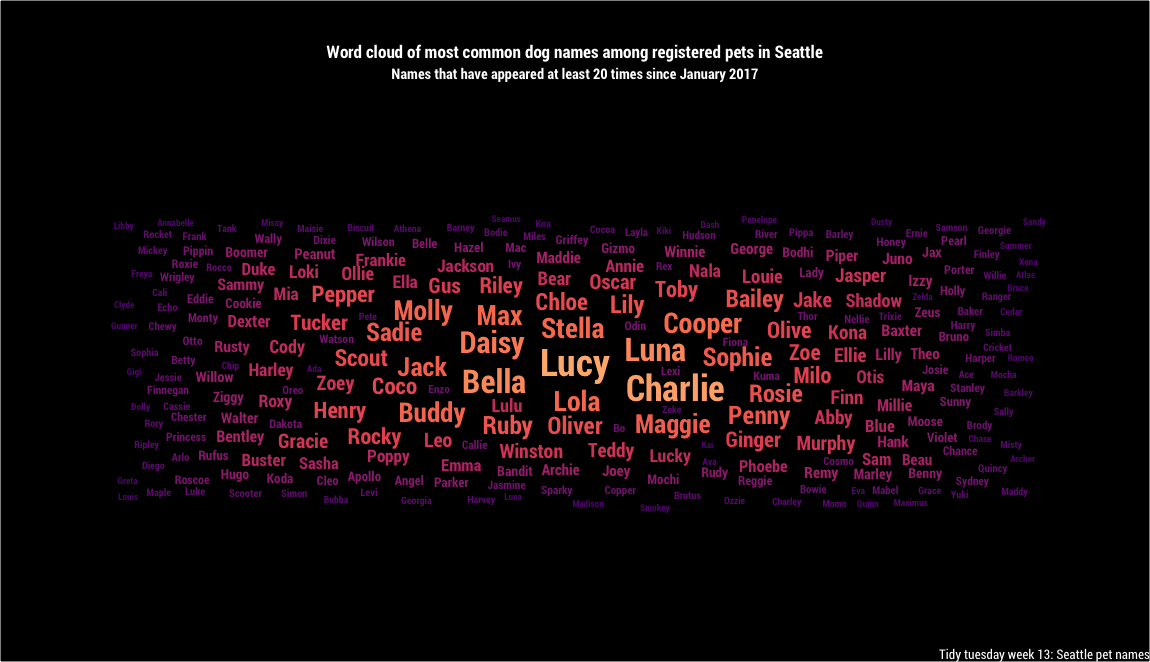 Word cloud of most common dog names among registered pets in Seattle
Names that have appeared at least 20 times since January 2017
Libby Annabelle Tank Missy Maisie Biscuit Athena Barney Seamus Kira Cocoa Layla Kiki Dash Penelope Dusty Samson Sandy
Rocket Frank Wally Dixie Wilson Belle Hazel Bodie Mac Miles Griffey Gizmo Hudson Winnie George River Pippa Barley Honey Ernie Pearl Georgie
Mickey Pippin Boomer Peanut Frankie Jackson Ivy Maddie Annie Rex Nala Louie Bodhi Lady Piper Juno Jax Finley Summer
Freya Roxie Wrigley Rocco Duke Loki Ollie Ella Gus Riley Bear Oscar Toby Bailey Jake Jasper Izzy Porter Willie Xena Atlas
Cali Eddie Sammy Cookie Mia Pepper Molly Max Chloe Lily Cooper Shadow Zelda Holly Ranger Bruce
Clyde Echo Monty Dexter Tucker Pete Sadie Daisy Stella Odin Luna Fiona Olive Thor Kona Nellie Trixie Baxter Zeus Baker Cedar
Gunner Chewy Otto Rusty Cody Watson Scout Jack Lucy Sophie Zoe Ellie Lilly Theo Bruno Harry Simba Cricket
Sophia Betty Chip Harley Ada Bella Lexi Charlie Kuma Milo Otis Josie Harper Romeo
Gigi Jessie Willow Oreo Zoey Coco Enzo Lola Rosie Finn Maya Ace Stanley Mocha
Finnegan Ziggy Roxy Henry Buddy Lulu Oliver Zeke Maggie Penny Abby Millie Sunny Barkley
Dolly Cassie Chester Walter Dakota Ruby Bo Blue Moose Sally
Rory Princess Bentley Gracie Rocky Leo Callie Winston Teddy Kai Ginger Murphy Hank Violet Brody Chase
Ripley Arlo Rufus Buster Sasha Poppy Emma Bandit Archie Joey Lucky Ava Phoebe Cosmo Sam Beau Chance Misty Archer
Diego Roscoe Hugo Koda Cleo Apollo Angel Parker Jasmine Mochi Rudy Reggie Remy Marley Benny Sydney Quincy
Greta Louis Maple Luke Scooter Simon Bubba Levi Georgia Harvey Luca Sparky Madison Copper Smokey Brutus Ozzie Charley Bowie Momo Eva Quinn Mabel Maximus Grace Yuki Maddy
Tidy tuesday week 13: Seattle pet names